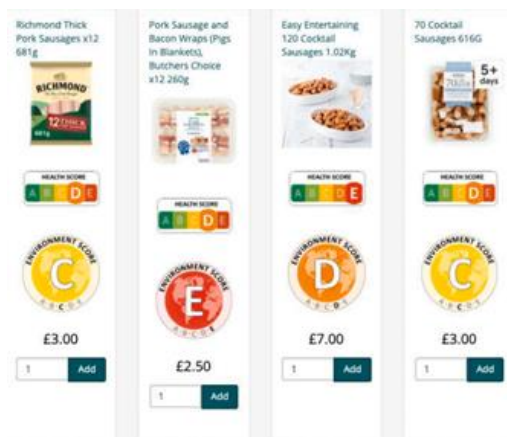 Richmond Thick
Pork Sausages x12
681g
RICHMOND
12 THICK
681g
HEALTH SCORE
A B C D E
ENVIRONMENT SCORE
C
A B C D E
£3.00
1 Add
Pork Sausage and
Bacon Wraps (Pigs
In Blankets),
Butchers Choice
x12 260g
HEALTH SCORE
A B C D E
ENVIRONMENT SCORE
E
A B C D E
£2.50
1 Add
Easy Entertaining
120 Cocktail
Sausages 1.02Kg
HEALTH SCORE
A B C D E
ENVIRONMENT SCORE
D
A B C D E
£7.00
1 Add
70 Cocktail
Sausages 616G
5+
days
HEALTH SCORE
A B C D E
ENVIRONMENT SCORE
C
A B C D E
£3.00
1 Add